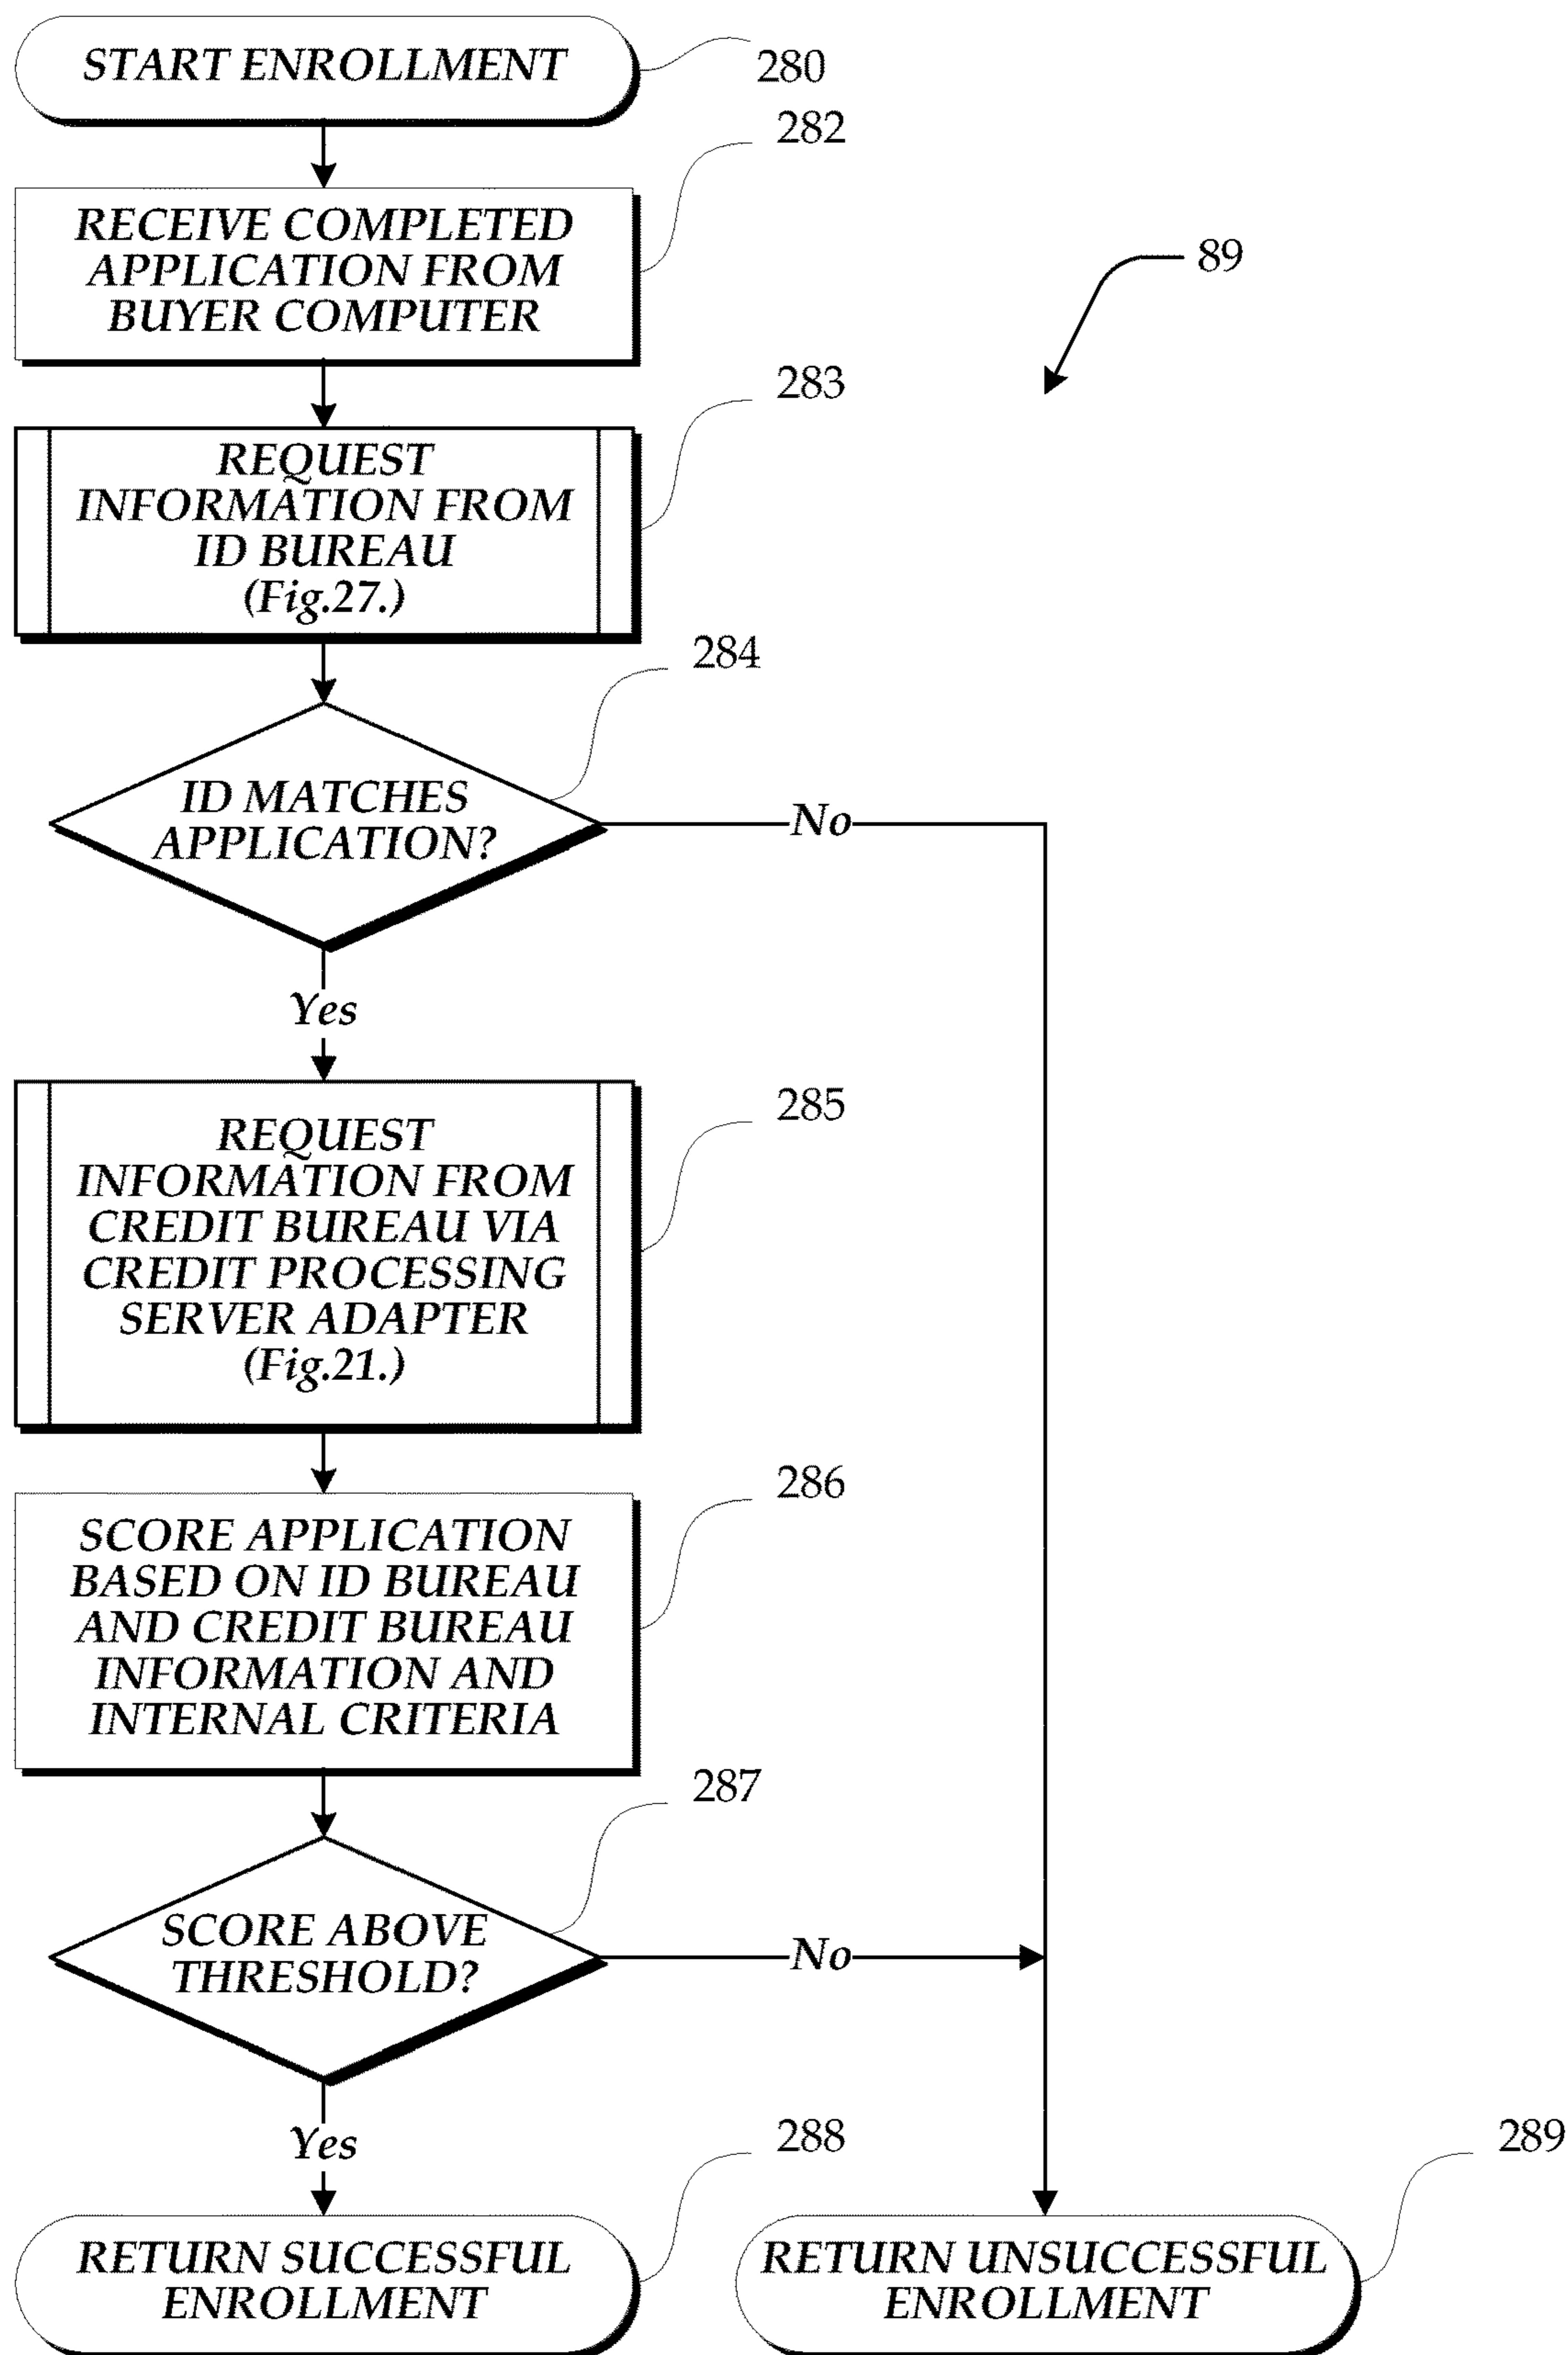 START ENROLLMENT
280
282
RECEIVE COMPLETED
APPLICATION FROM
BUYER COMPUTER
89
283
REQUEST
INFORMATION FROM
ID BUREAU
(Fig.27.)
284
ID MATCHES
APPLICATION?
No
Yes
285
REQUEST
INFORMATION FROM
CREDIT BUREAU VIA
CREDIT PROCESSING
SERVER ADAPTER
(Fig.21.)
286
SCORE APPLICATION
BASED ON ID BUREAU
AND CREDIT BUREAU
INFORMATION AND
INTERNAL CRITERIA
287
SCORE ABOVE
THRESHOLD?
No
Yes
288
289
RETURN SUCCESSFUL
ENROLLMENT
RETURN UNSUCCESSFUL
ENROLLMENT